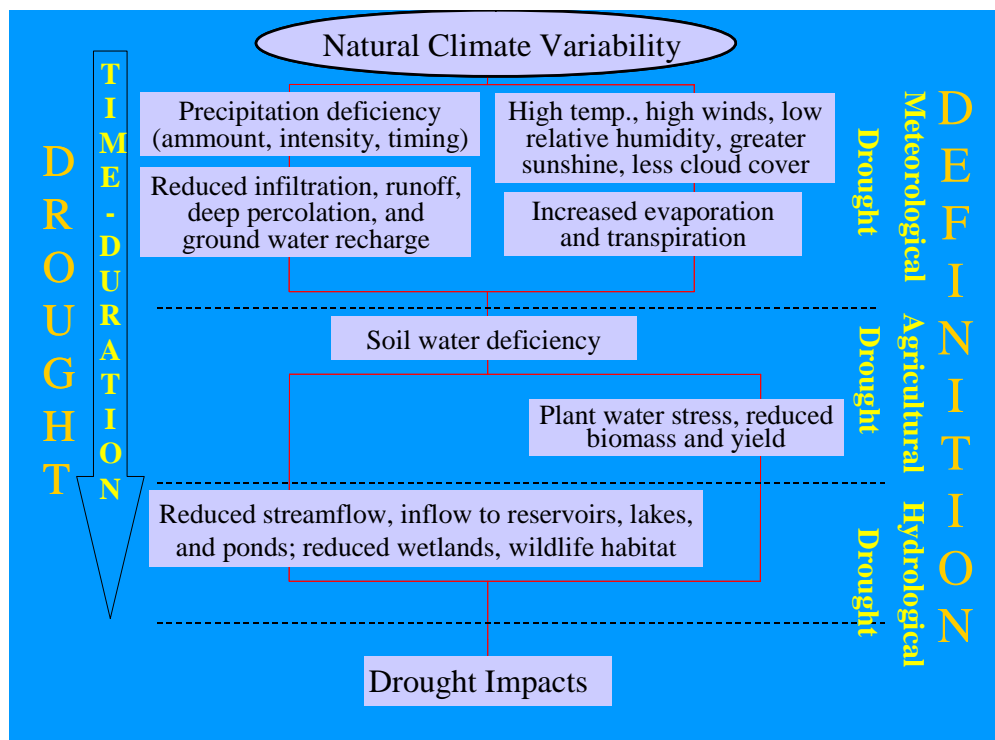 Natural Climate Variability
DROUGHT
TIME-DURATION
Precipitation deficiency
(ammount, intensity, timing)
High temp., high winds, low
relative humidity, greater
sunshine, less cloud cover
Reduced infiltration, runoff,
deep percolation, and
ground water recharge
Increased evaporation
and transpiration
Meteorological
Drought
DEFINITION
Soil water deficiency
Plant water stress, reduced
biomass and yield
Agricultural
Drought
Reduced streamflow, inflow to reservoirs, lakes,
and ponds; reduced wetlands, wildlife habitat
Hydrological
Drought
Drought Impacts